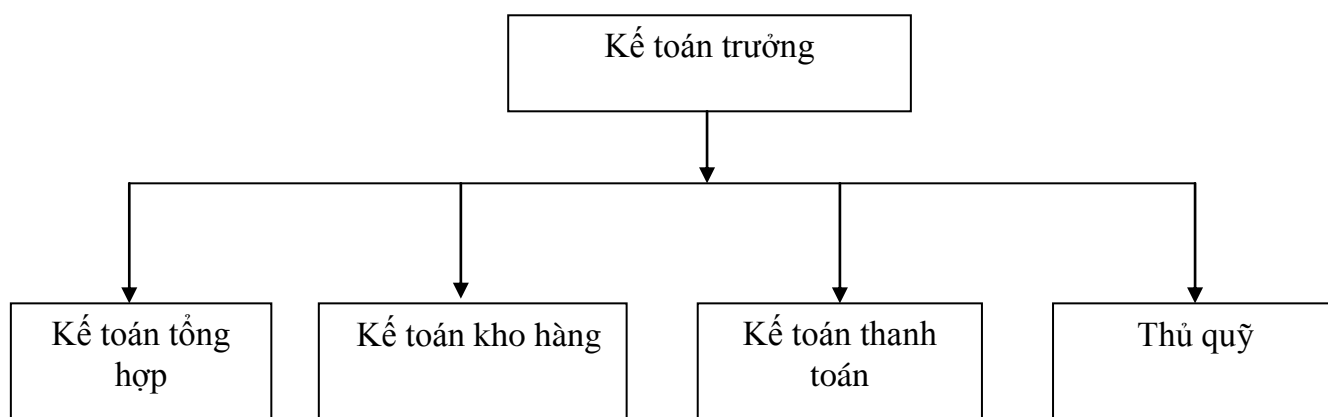 Kế toán trưởng
Kế toán tổng
hợp
Kế toán kho hàng
Kế toán thanh
toán
Thủ quỹ